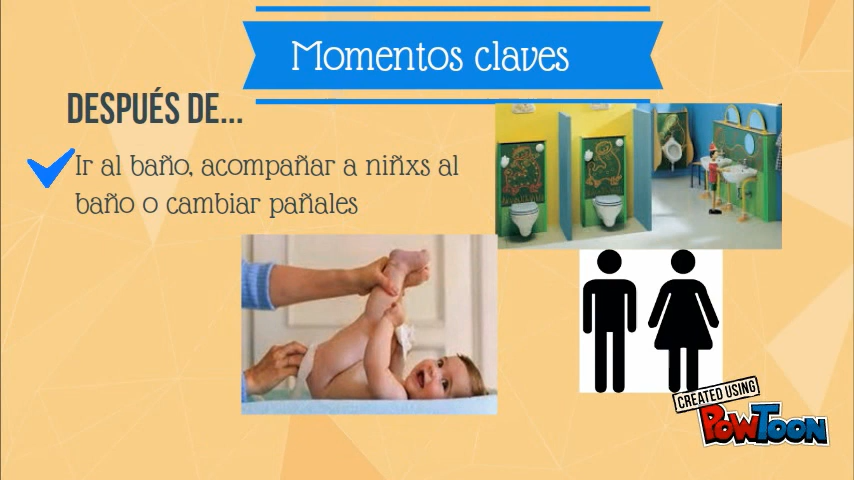 Momentos claves
DESPUÉS DE...
Ir al baño, acompañar a niñxs al
baño o cambiar pañales
CREATED USING
POWTOON